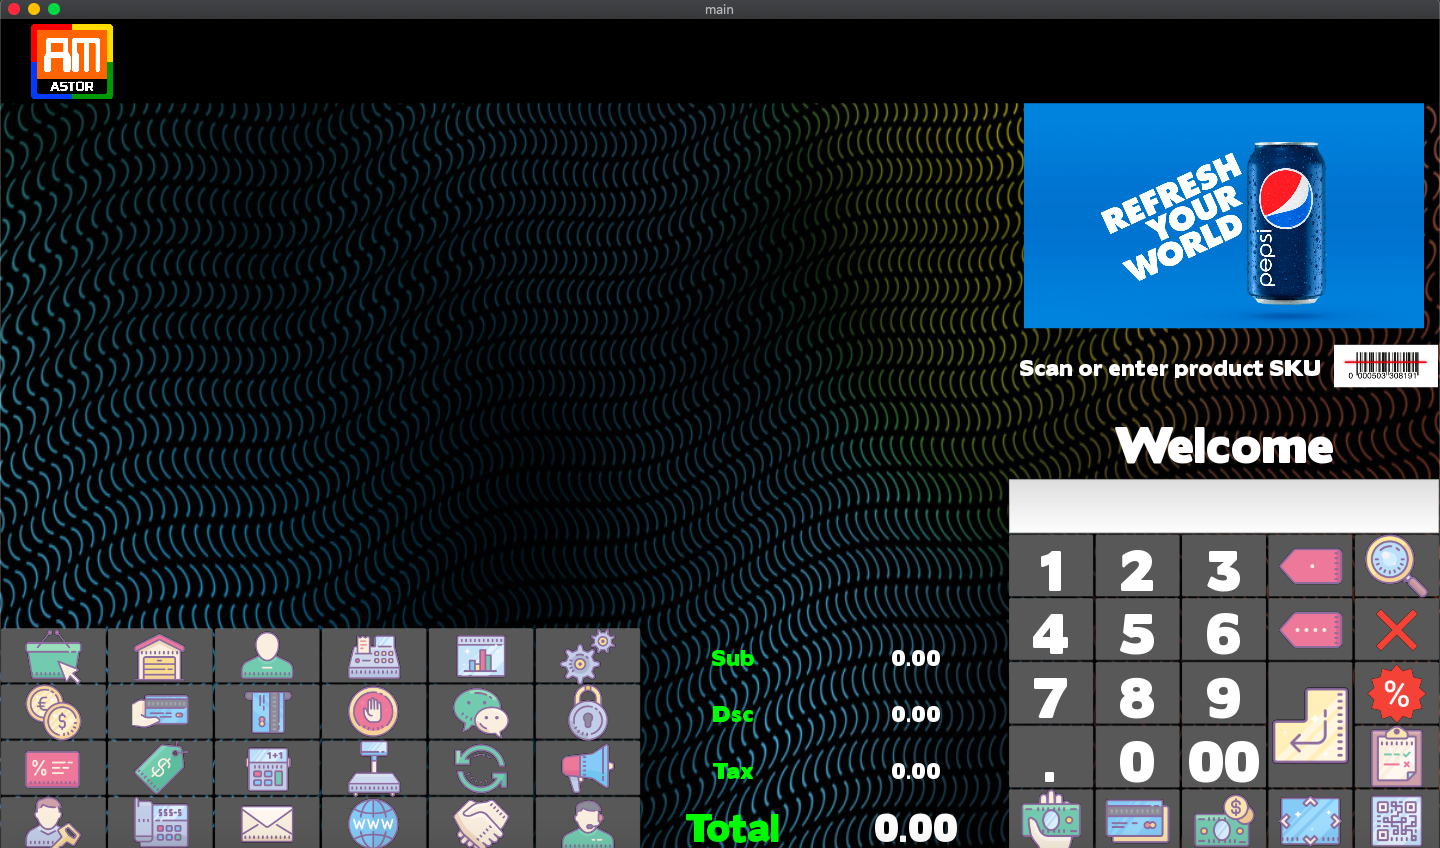 main
AM
ASTOR
REFRESH
YOUR
WORLD
pepsi
Scan or enter product SKU
0 000503 308191
Welcome
1 2 3
4 5 6
7 8 9
%
. 0 00
€
$
%
$
1+1
555-5
WWW
$
Sub 0.00
Dsc 0.00
Tax 0.00
Total 0.00